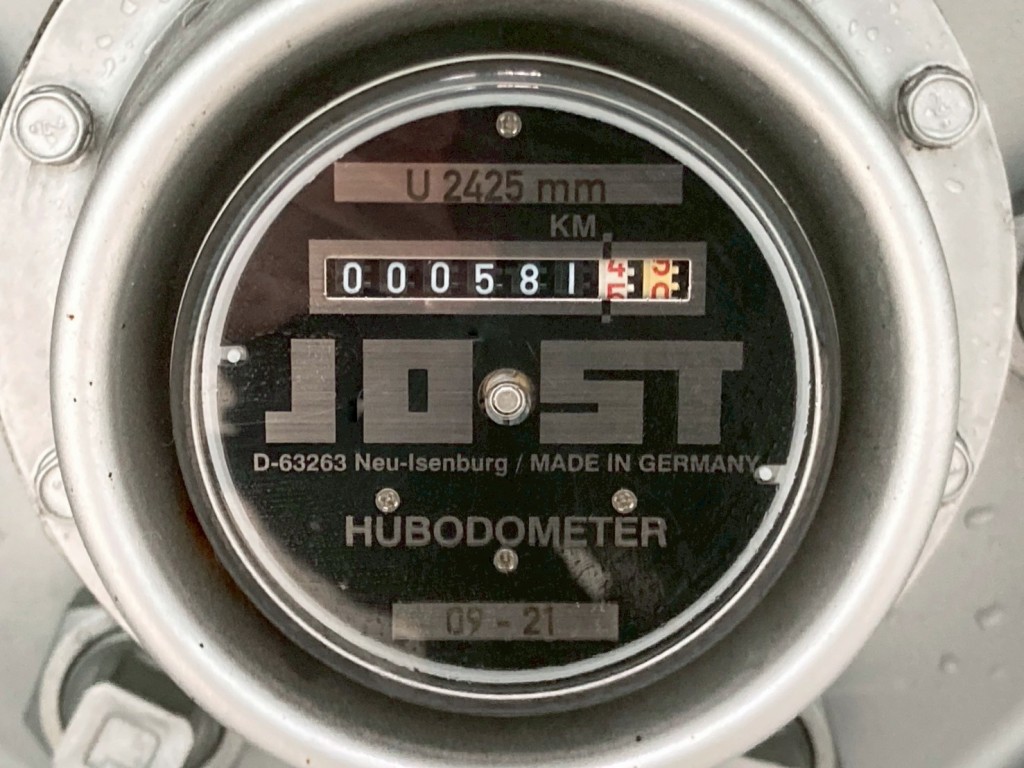 U 2425 mm
KM
000581
JOST
D-63263 Neu-Isenburg / MADE IN GERMANY
HUBODOMETER
09 - 21